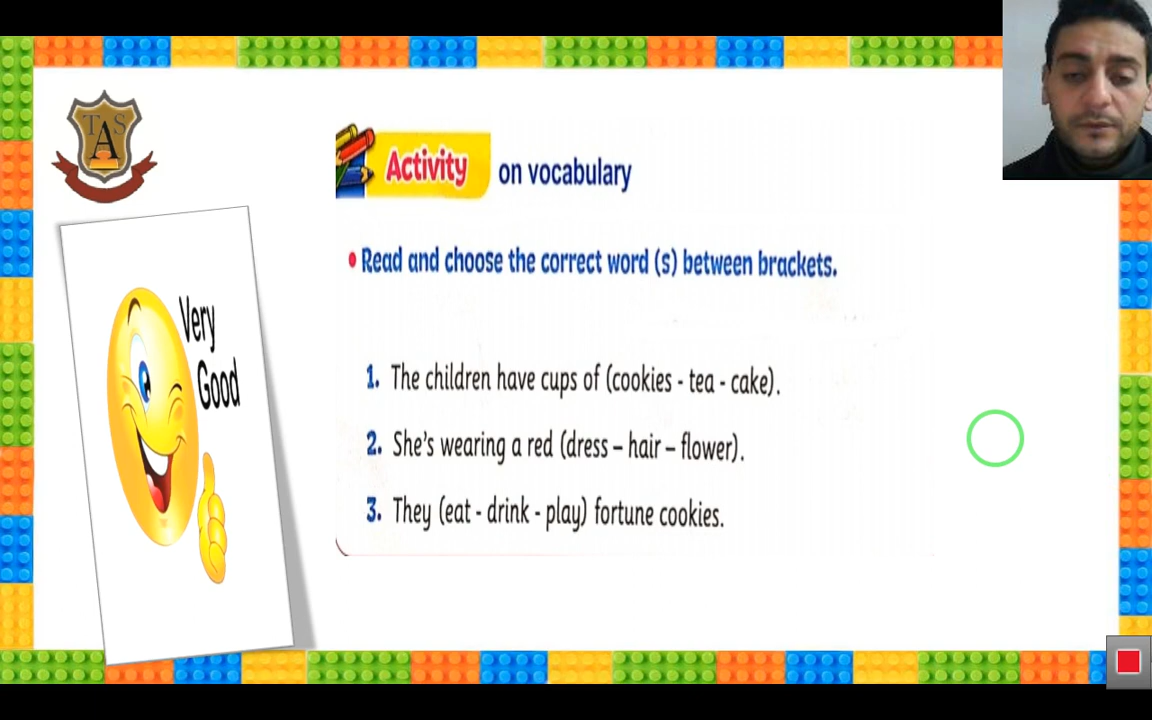 TAS
Activity on vocabulary
• Read and choose the correct word (s) between brackets.
Very
Good
1. The children have cups of (cookies - tea - cake).
2. She's wearing a red (dress – hair – flower).
3. They (eat - drink - play) fortune cookies.